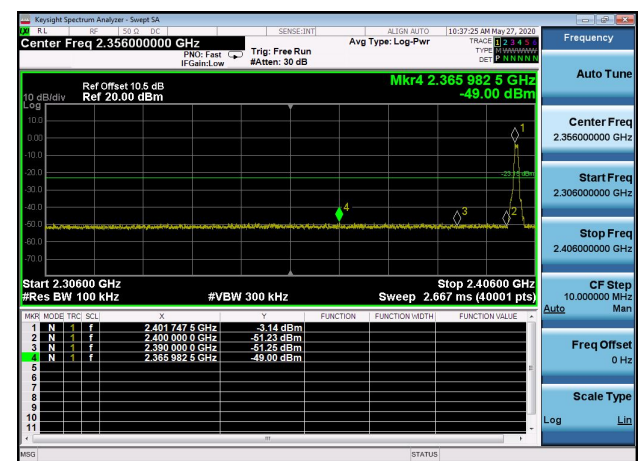 Keysight Spectrum Analyzer - Swept SA
RL RF 50 Ω DC SENSE:INT ALIGN AUTO 10:37:25 AM May 27, 2020
Center Freq 2.356000000 GHz
PNO: Fast
IFGain:Low
Trig: Free Run
#Atten: 30 dB
Avg Type: Log-Pwr
TRACE 1 2 3 4 5 6
TYPE M
DET P N N N N N
Ref Offset 10.5 dB
10 dB/div Ref 20.00 dBm
Log
Mkr4 2.365 982 5 GHz
-49.00 dBm
10.0
0.00
-10.0
-20.0
-30.0
-40.0
-50.0
-60.0
-70.0
1
2
3
4
Start 2.30600 GHz Stop 2.40600 GHz
#Res BW 100 kHz #VBW 300 kHz Sweep 2.667 ms (40001 pts)
MKR MODE TRC SCL X Y FUNCTION FUNCTION WIDTH FUNCTION VALUE
1 N 1 f 2.401 747 5 GHz -3.14 dBm
2 N 1 f 2.400 000 0 GHz -51.23 dBm
3 N 1 f 2.390 000 0 GHz -51.25 dBm
4 N 1 f 2.365 982 5 GHz -49.00 dBm
5
6
7
8
9
10
11
MSG STATUS
Frequency
Auto Tune
Center Freq
2.356000000 GHz
Start Freq
2.306000000 GHz
Stop Freq
2.406000000 GHz
CF Step
10.000000 MHz
Auto Man
Freq Offset
0 Hz
Scale Type
Log Lin